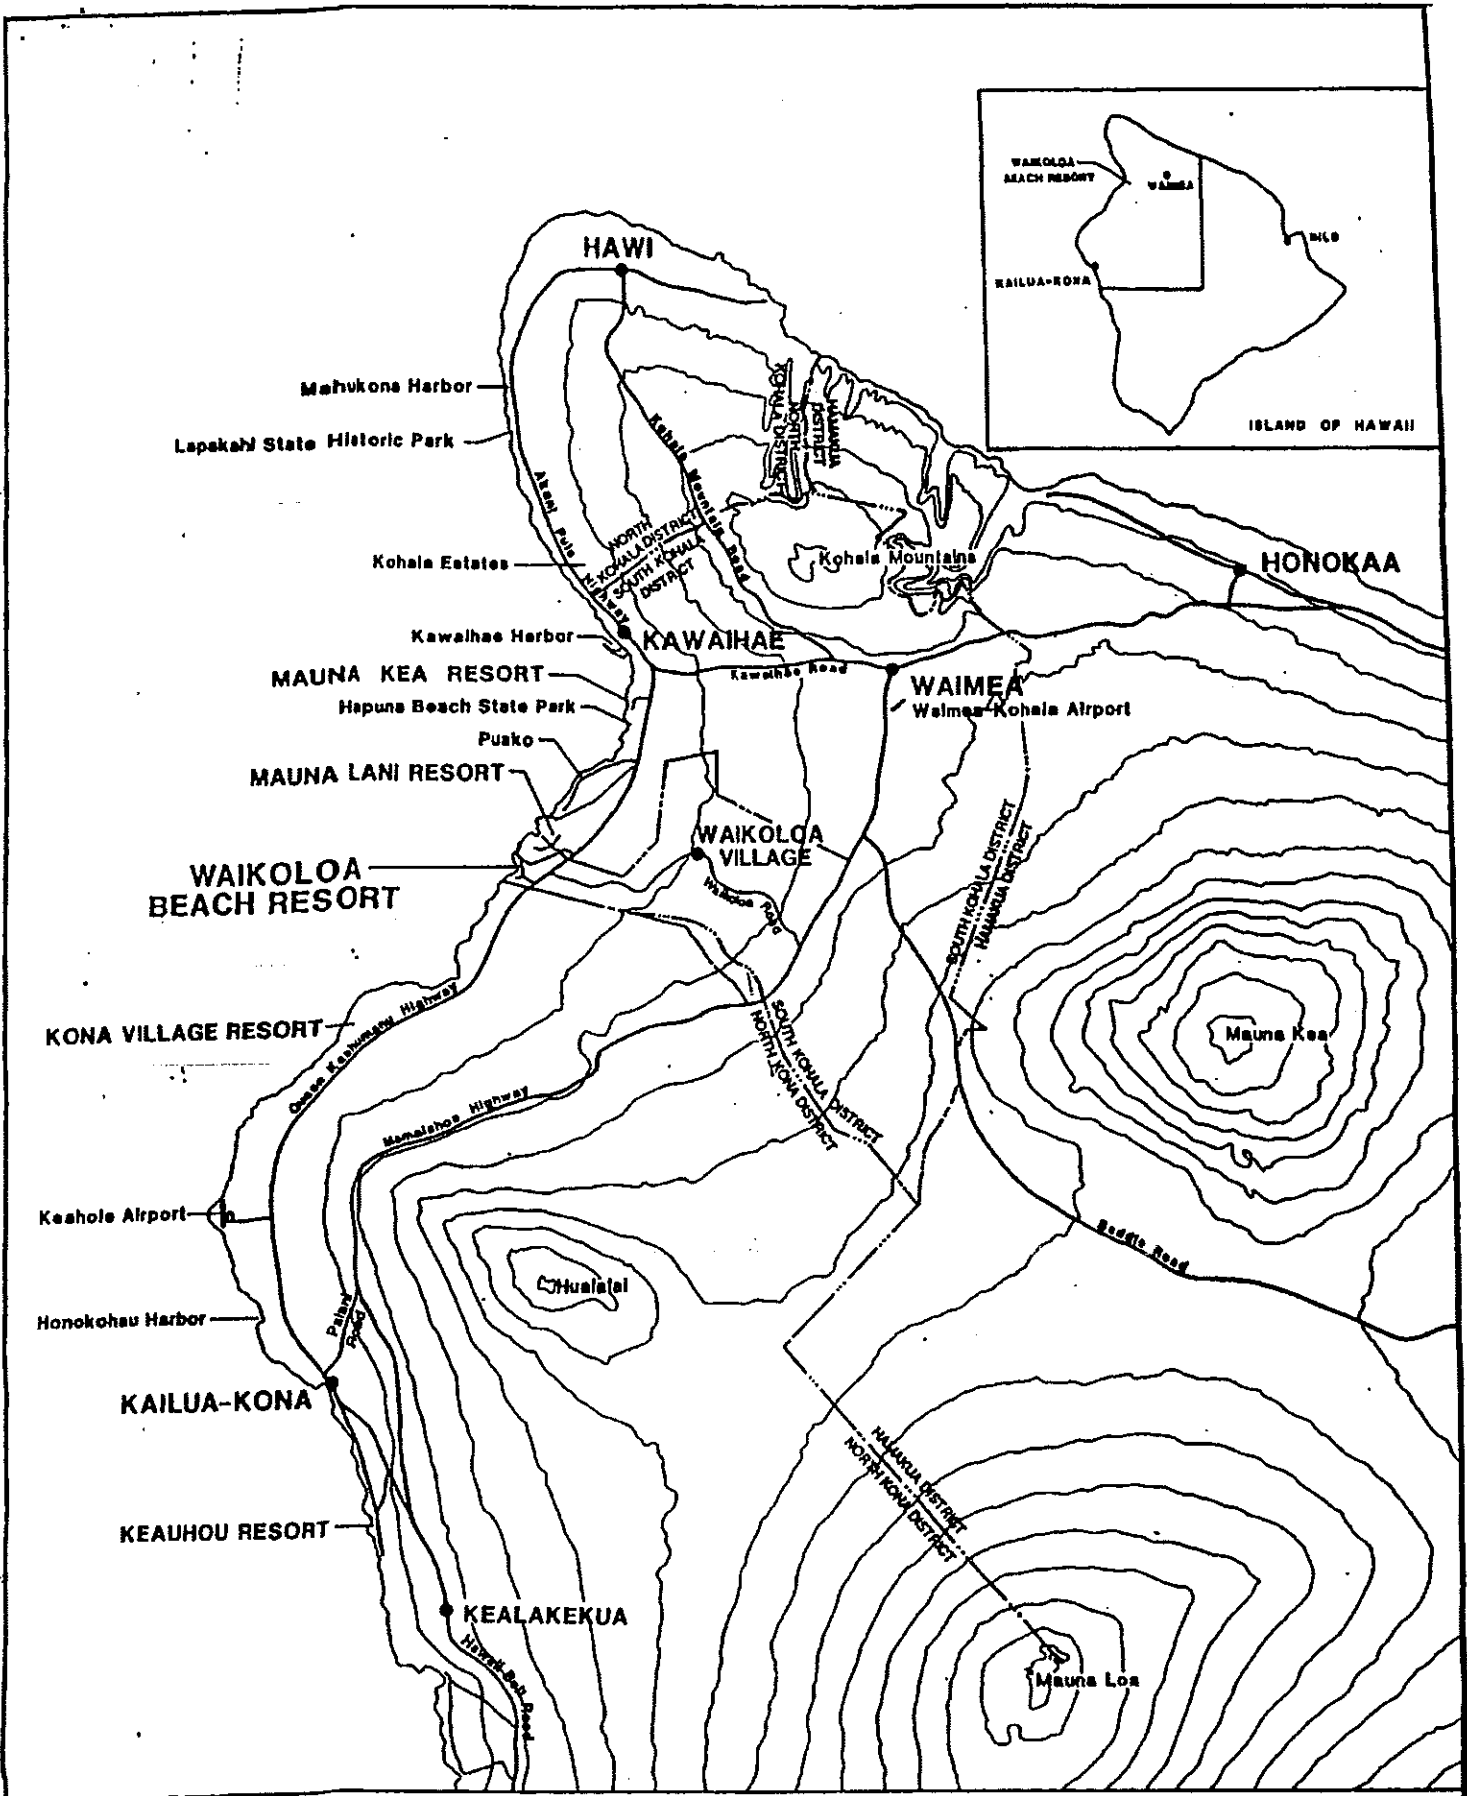 WAIKOLOA
BEACH RESORT
WAIMEA
HILO
KAILUA-KONA
ISLAND OF HAWAII
HAWI
Mahukona Harbor
Lapakahi State Historic Park
KOHALA DISTRICT
NORTH
DISTRICT
HAMAKUA
Kohala Mountain Road
Akoni Pule Highway
NORTH
KOHALA DISTRICT
SOUTH KOHALA
DISTRICT
Kohala Estates
Kohala Mountains
HONOKAA
Kawaihae Harbor
KAWAIHAE
MAUNA KEA RESORT
Kawaihae Road
WAIMEA
Waimea-Kohala Airport
Hapuna Beach State Park
Puako
MAUNA LANI RESORT
WAIKOLOA
VILLAGE
WAIKOLOA
BEACH RESORT
Waikoloa Road
SOUTH KOHALA DISTRICT
HAMAKUA DISTRICT
KONA VILLAGE RESORT
Queen Kaahumanu Highway
Mauna Kea
SOUTH KOHALA DISTRICT
NORTH KONA DISTRICT
Mamalahoa Highway
Keahole Airport
Saddle Road
Hualalai
Honokohau Harbor
Palani
Road
KAILUA-KONA
HAMAKUA DISTRICT
NORTH KONA DISTRICT
KEAUHOU RESORT
KEALAKEKUA
Hawaii Belt Road
Mauna Loa